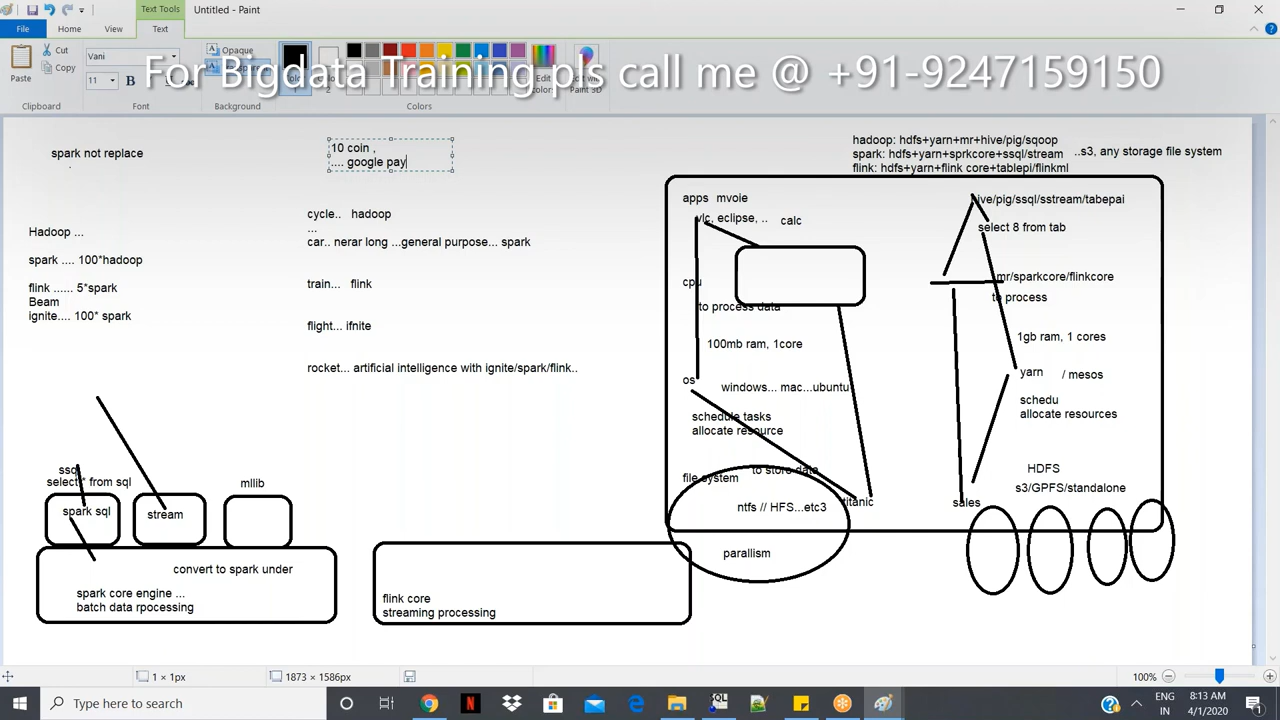 Text Tools
Untitled - Paint
File
Home
View
Text
Paste
Cut
Copy
Clipboard
Vani
11
B
Font
Opaque
Background
2
Colors
Edit
colors
Edit with
Paint 3D
For Bigdata Training pls call me @ +91-9247159150
spark not replace
10 coin ,
.... google pay
hadoop: hdfs+yarn+mr+hive/pig/sqoop
spark: hdfs+yarn+sprkcore+ssql/stream
flink: hdfs+yarn+flink core+tablepi/flinkml
..s3, any storage file system
Hadoop ...
spark .... 100*hadoop
flink ...... 5*spark
Beam
Ignite.... 100* spark
cycle.. hadoop
...
car.. nerar long ...general purpose... spark
train... flink
flight... ifnite
rocket... artificial intelligence with ignite/spark/flink..
apps mvoie
vlc, eclipse, ..
calc
cpu
to process data
100mb ram, 1core
os
windows... mac...ubuntu
schedule tasks
allocate resource
to store data
file system
ntfs // HFS...etc3
titanic
parallism
hive/pig/ssql/sstream/tabepai
select 8 from tab
mr/sparkcore/flinkcore
to process
1gb ram, 1 cores
yarn
/ mesos
schedu
allocate resources
HDFS
s3/GPFS/standalone
sales
ssql
select * from sql
mllib
spark sql
stream
convert to spark under
spark core engine ...
batch data rpocessing
flink core
streaming processing
1 × 1px
1873 × 1586px
100%
Type here to search
ENG
IN
8:13 AM
4/1/2020